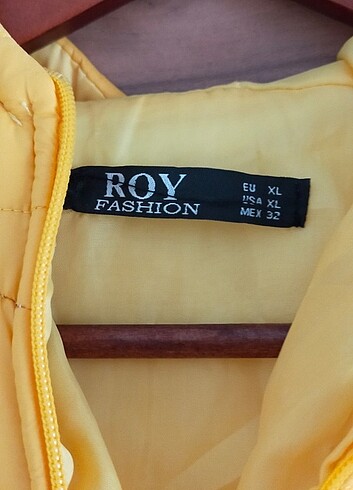 ROY
FASHION
EU XL
USA XL
MEX 32